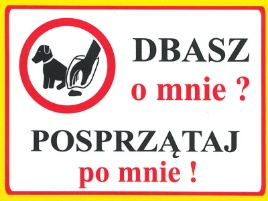 DBASZ
o mnie ?
POSPRZĄTAJ
po mnie !